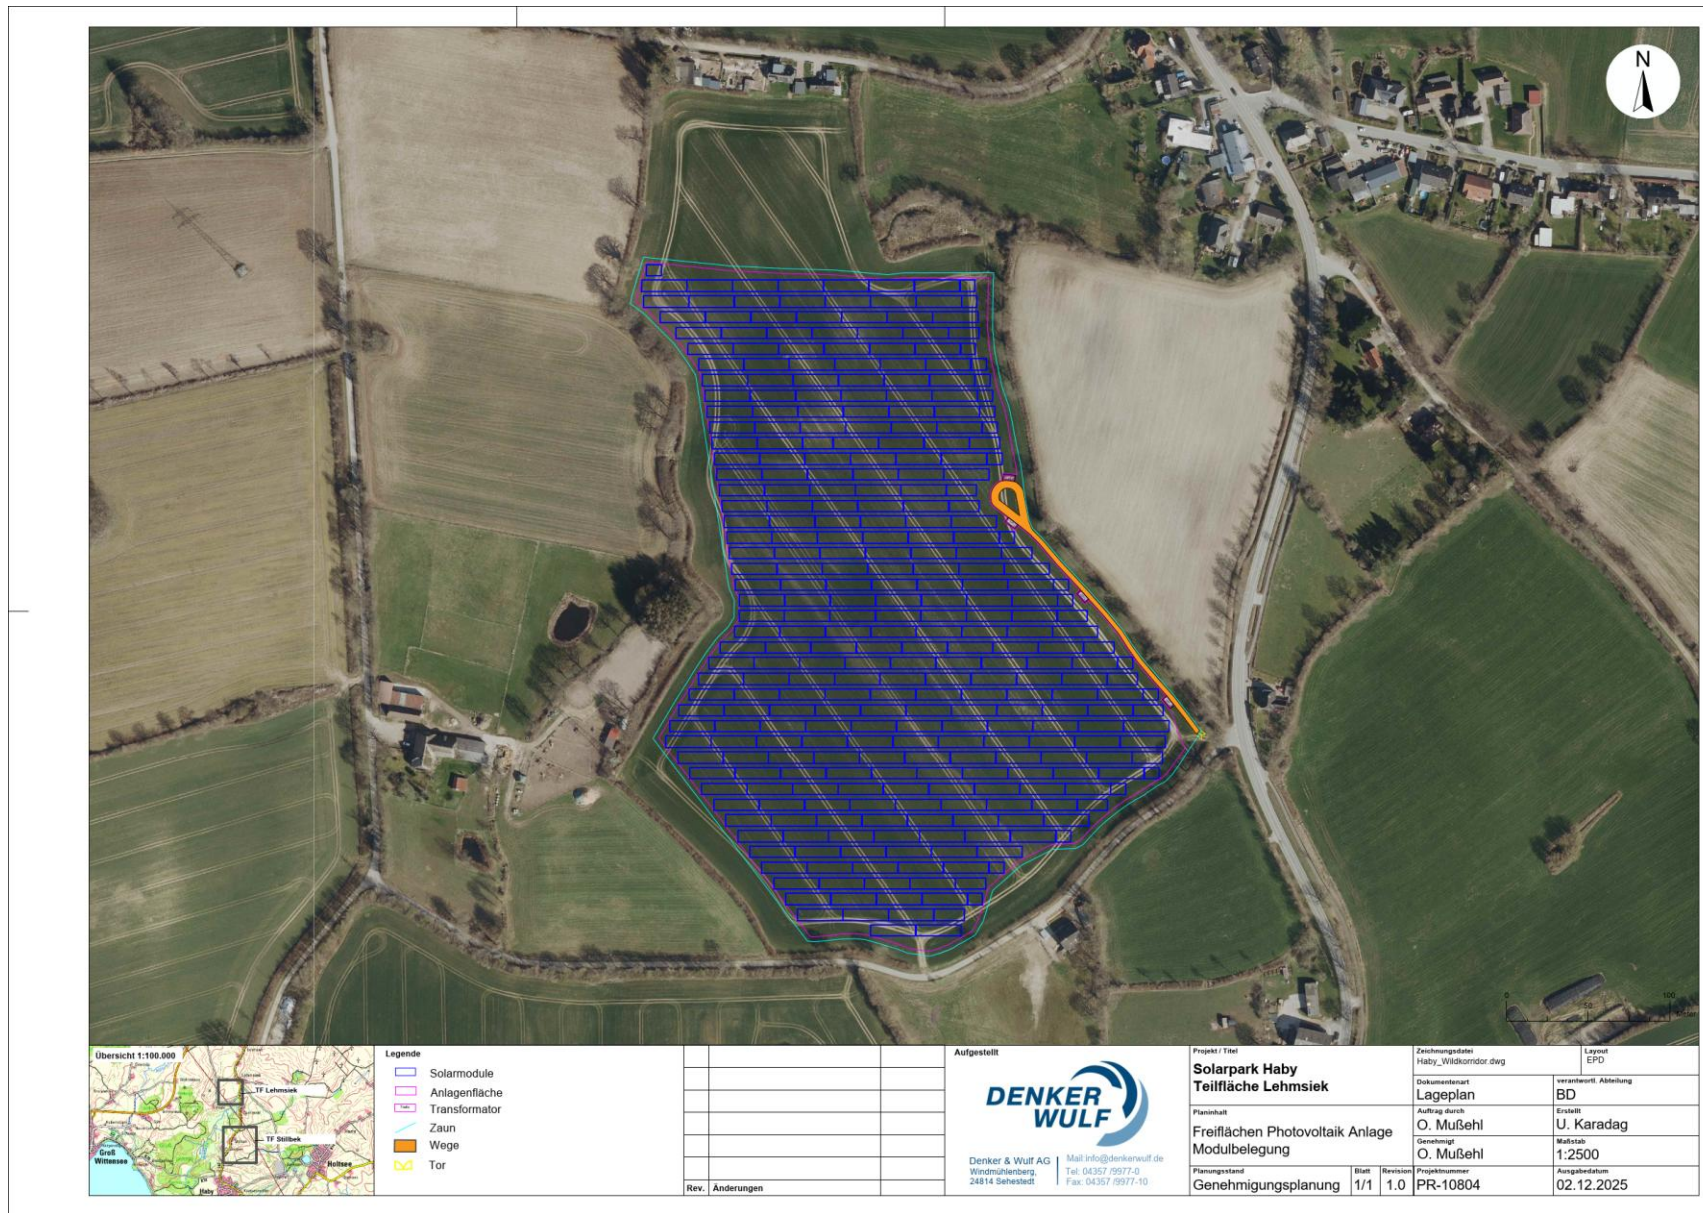 N
0
50
100
Übersicht 1:100.000
TF Lehmsiek
TF Stillbek
Groß
Wittensee
Holtsee
Haby
Legende
Solarmodule
Anlagenfläche
Transformator
Zaun
Wege
Tor
Rev.
Änderungen
Aufgestellt
DENKER
WULF
Denker & Wulf AG
Windmühlenberg,
24814 Sehestedt
Mail:info@denkerwulf.de
Tel: 04357 /9977-0
Fax: 04357 /9977-10
Projekt / Titel
Solarpark Haby
Teilfläche Lehmsiek
Planinhalt
Freiflächen Photovoltaik Anlage
Modulbelegung
Planungsstand
Genehmigungsplanung
Blatt
1/1
Revision
1.0
Zeichnungsdatei
Haby_Wildkorridor.dwg
Layout
EPD
Dokumentenart
Lageplan
verantwortl. Abteilung
BD
Auftrag durch
O. Mußehl
Erstellt
U. Karadag
Genehmigt
O. Mußehl
Maßstab
1:2500
Projektnummer
PR-10804
Ausgabedatum
02.12.2025